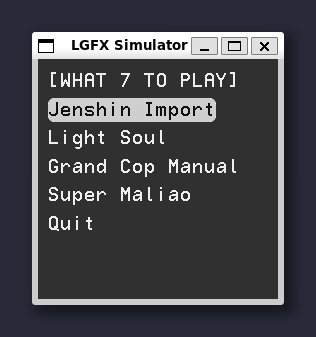 LGFX Simulator
[WHAT 7 TO PLAY]
Jenshin Import
Light Soul
Grand Cop Manual
Super Maliao
Quit